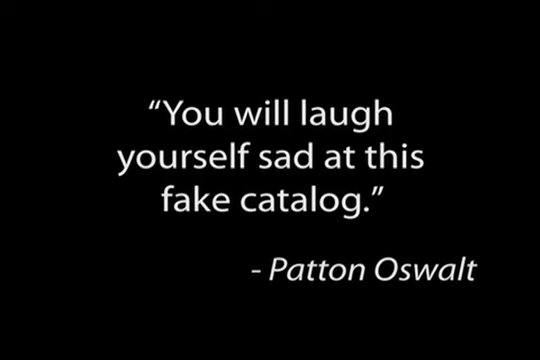 “You will laugh
yourself sad at this
fake catalog.”
- Patton Oswalt